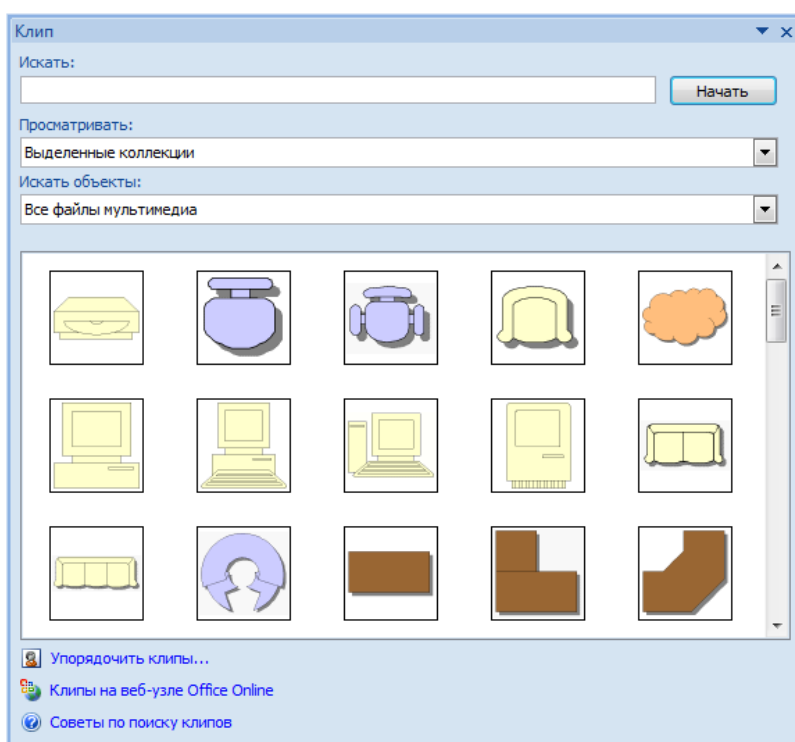 Клип
Искать:
Начать
Просматривать:
Выделенные коллекции
Искать объекты:
Все файлы мультимедиа
Упорядочить клипы...
Клипы на веб-узле Office Online
Советы по поиску клипов